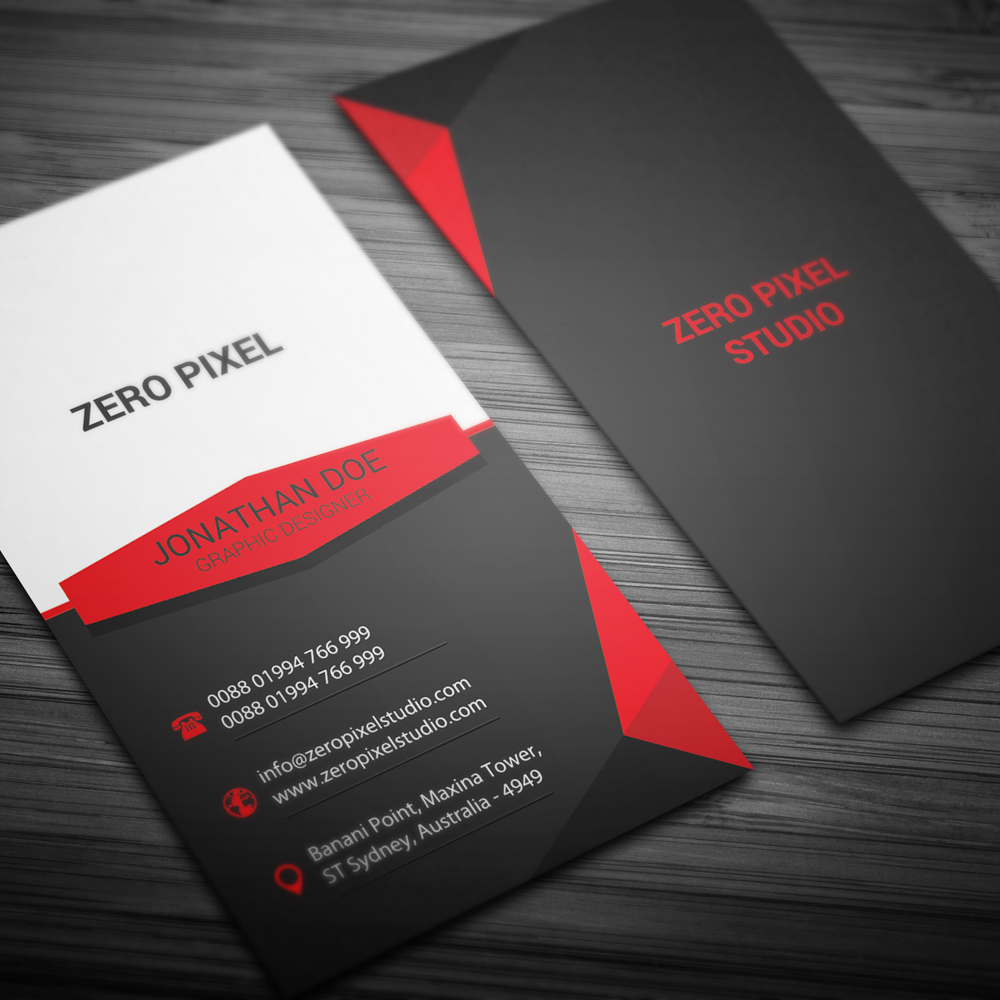 ZERO PIXEL
JONATHAN DOE
GRAPHIC DESIGNER
0088 01994 766 999
0088 01994 766 999
info@zeropixelstudio.com
www.zeropixelstudio.com
Banani Point, Maxina Tower,
ST Sydney, Australia - 4949
ZERO PIXEL
STUDIO